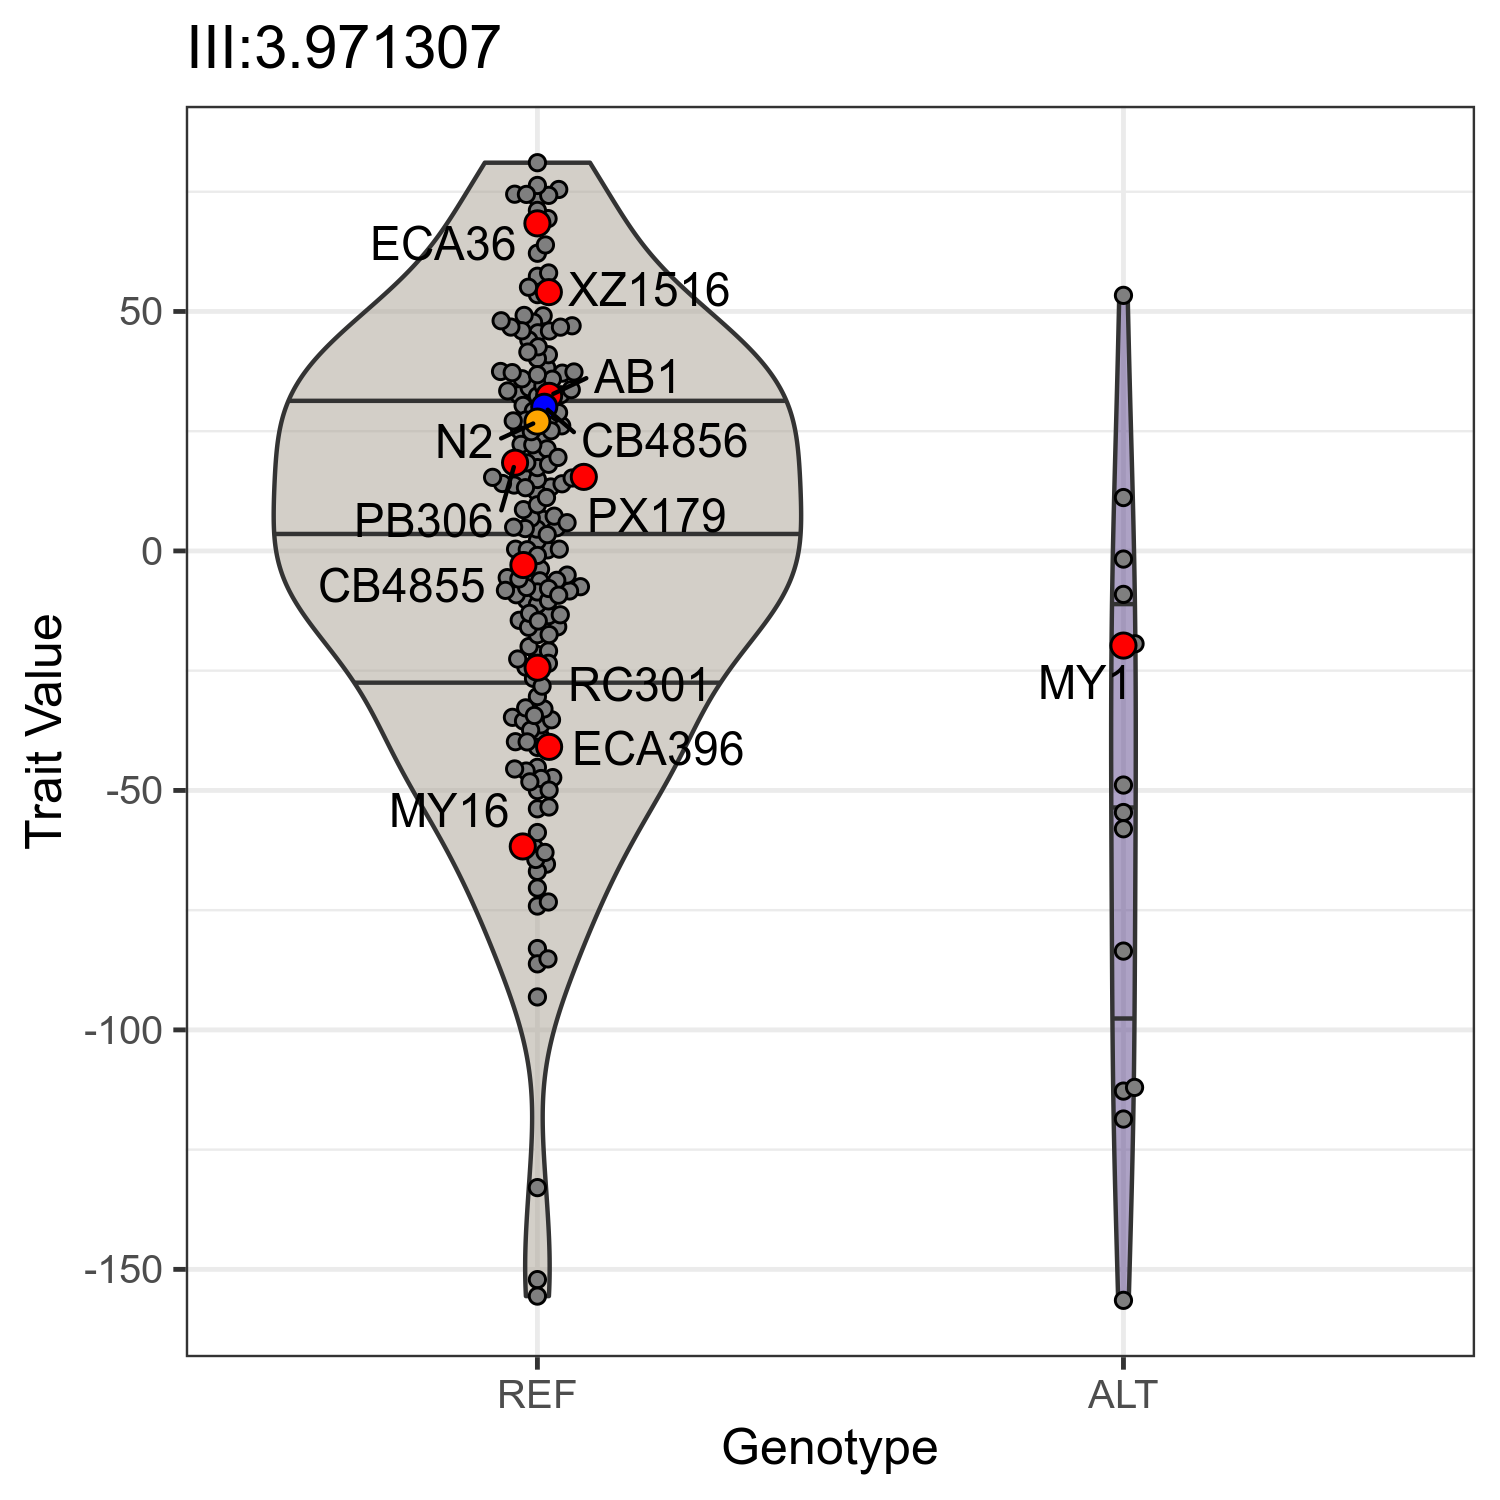 III:3.971307
ECA36
XZ1516
50
AB1
N2
CB4856
PB306
PX179
0
CB4855
RC301
MY1
ECA396
-50
MY16
-100
-150
Trait Value
REF
ALT
Genotype